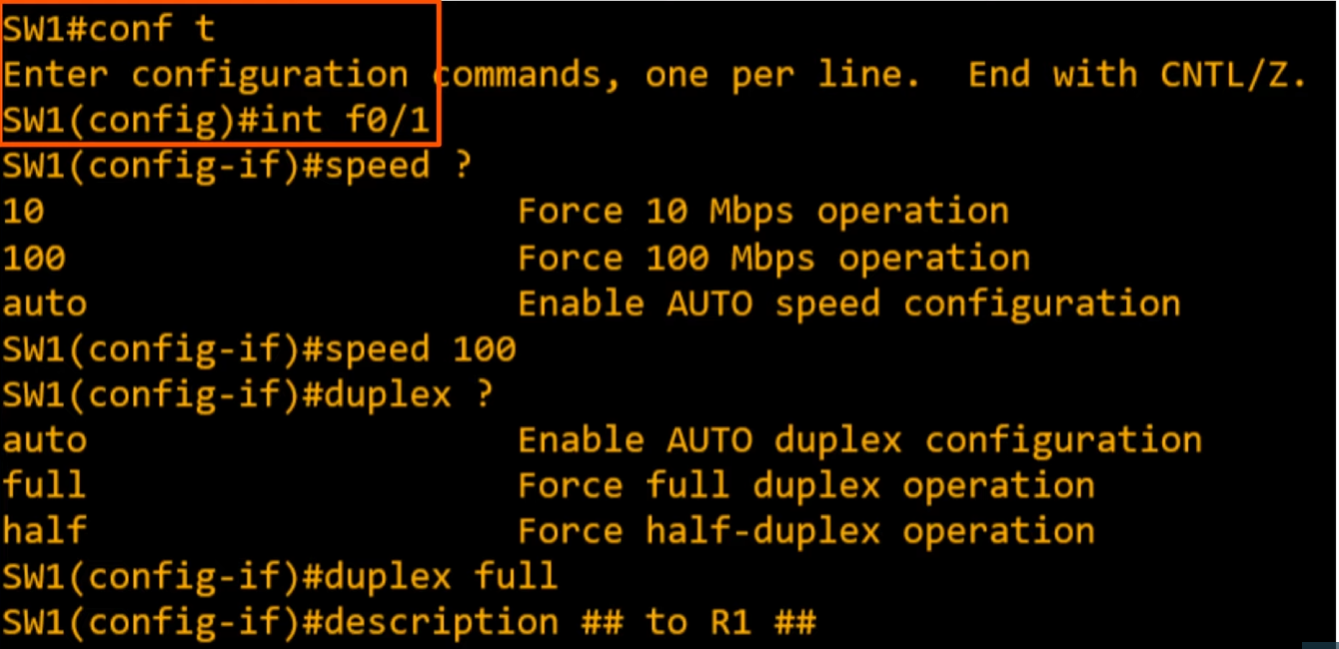 SW1#conf t
Enter configuration commands, one per line.  End with CNTL/Z.
SW1(config)#int f0/1
SW1(config-if)#speed ?
10                      Force 10 Mbps operation
100                     Force 100 Mbps operation
auto                    Enable AUTO speed configuration
SW1(config-if)#speed 100
SW1(config-if)#duplex ?
auto                    Enable AUTO duplex configuration
full                    Force full duplex operation
half                    Force half-duplex operation
SW1(config-if)#duplex full
SW1(config-if)#description ## to R1 ##